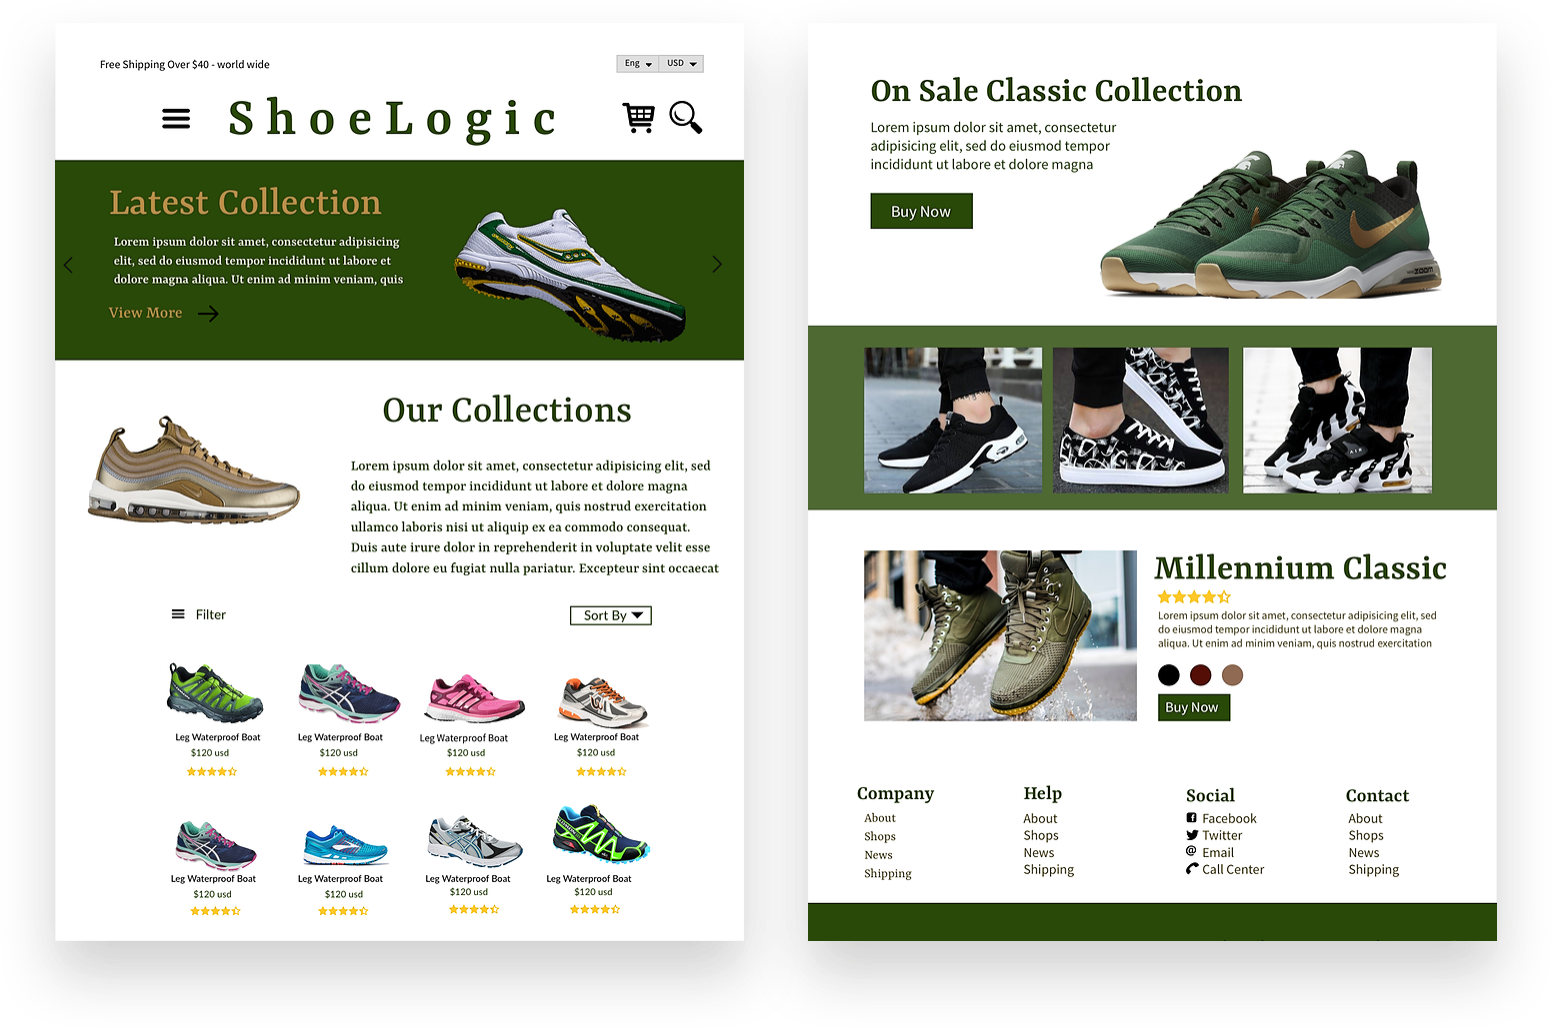 Free Shipping Over $40 - world wide
Eng
USD
ShoeLogic
Latest Collection
Lorem ipsum dolor sit amet, consectetur adipisicing
elit, sed do eiusmod tempor incididunt ut labore et
dolore magna aliqua. Ut enim ad minim veniam, quis
View More
Our Collections
Lorem ipsum dolor sit amet, consectetur adipisicing elit, sed
do eiusmod tempor incididunt ut labore et dolore magna
aliqua. Ut enim ad minim veniam, quis nostrud exercitation
ullamco laboris nisi ut aliquip ex ea commodo consequat.
Duis aute irure dolor in reprehenderit in voluptate velit esse
cillum dolore eu fugiat nulla pariatur. Excepteur sint occaecat
Filter
Sort By
Leg Waterproof Boat
$120 usd
Leg Waterproof Boat
$120 usd
Leg Waterproof Boat
$120 usd
Leg Waterproof Boat
$120 usd
Leg Waterproof Boat
$120 usd
Leg Waterproof Boat
$120 usd
Leg Waterproof Boat
$120 usd
Leg Waterproof Boat
$120 usd
On Sale Classic Collection
Lorem ipsum dolor sit amet, consectetur
adipisicing elit, sed do eiusmod tempor
incididunt ut labore et dolore magna
Buy Now
ZOOM
Millennium Classic
Lorem ipsum dolor sit amet, consectetur adipisicing elit, sed
do eiusmod tempor incididunt ut labore et dolore magna
aliqua. Ut enim ad minim veniam, quis nostrud exercitation
Buy Now
Company
About
Shops
News
Shipping
Help
About
Shops
News
Shipping
Social
Facebook
Twitter
Email
Call Center
Contact
About
Shops
News
Shipping